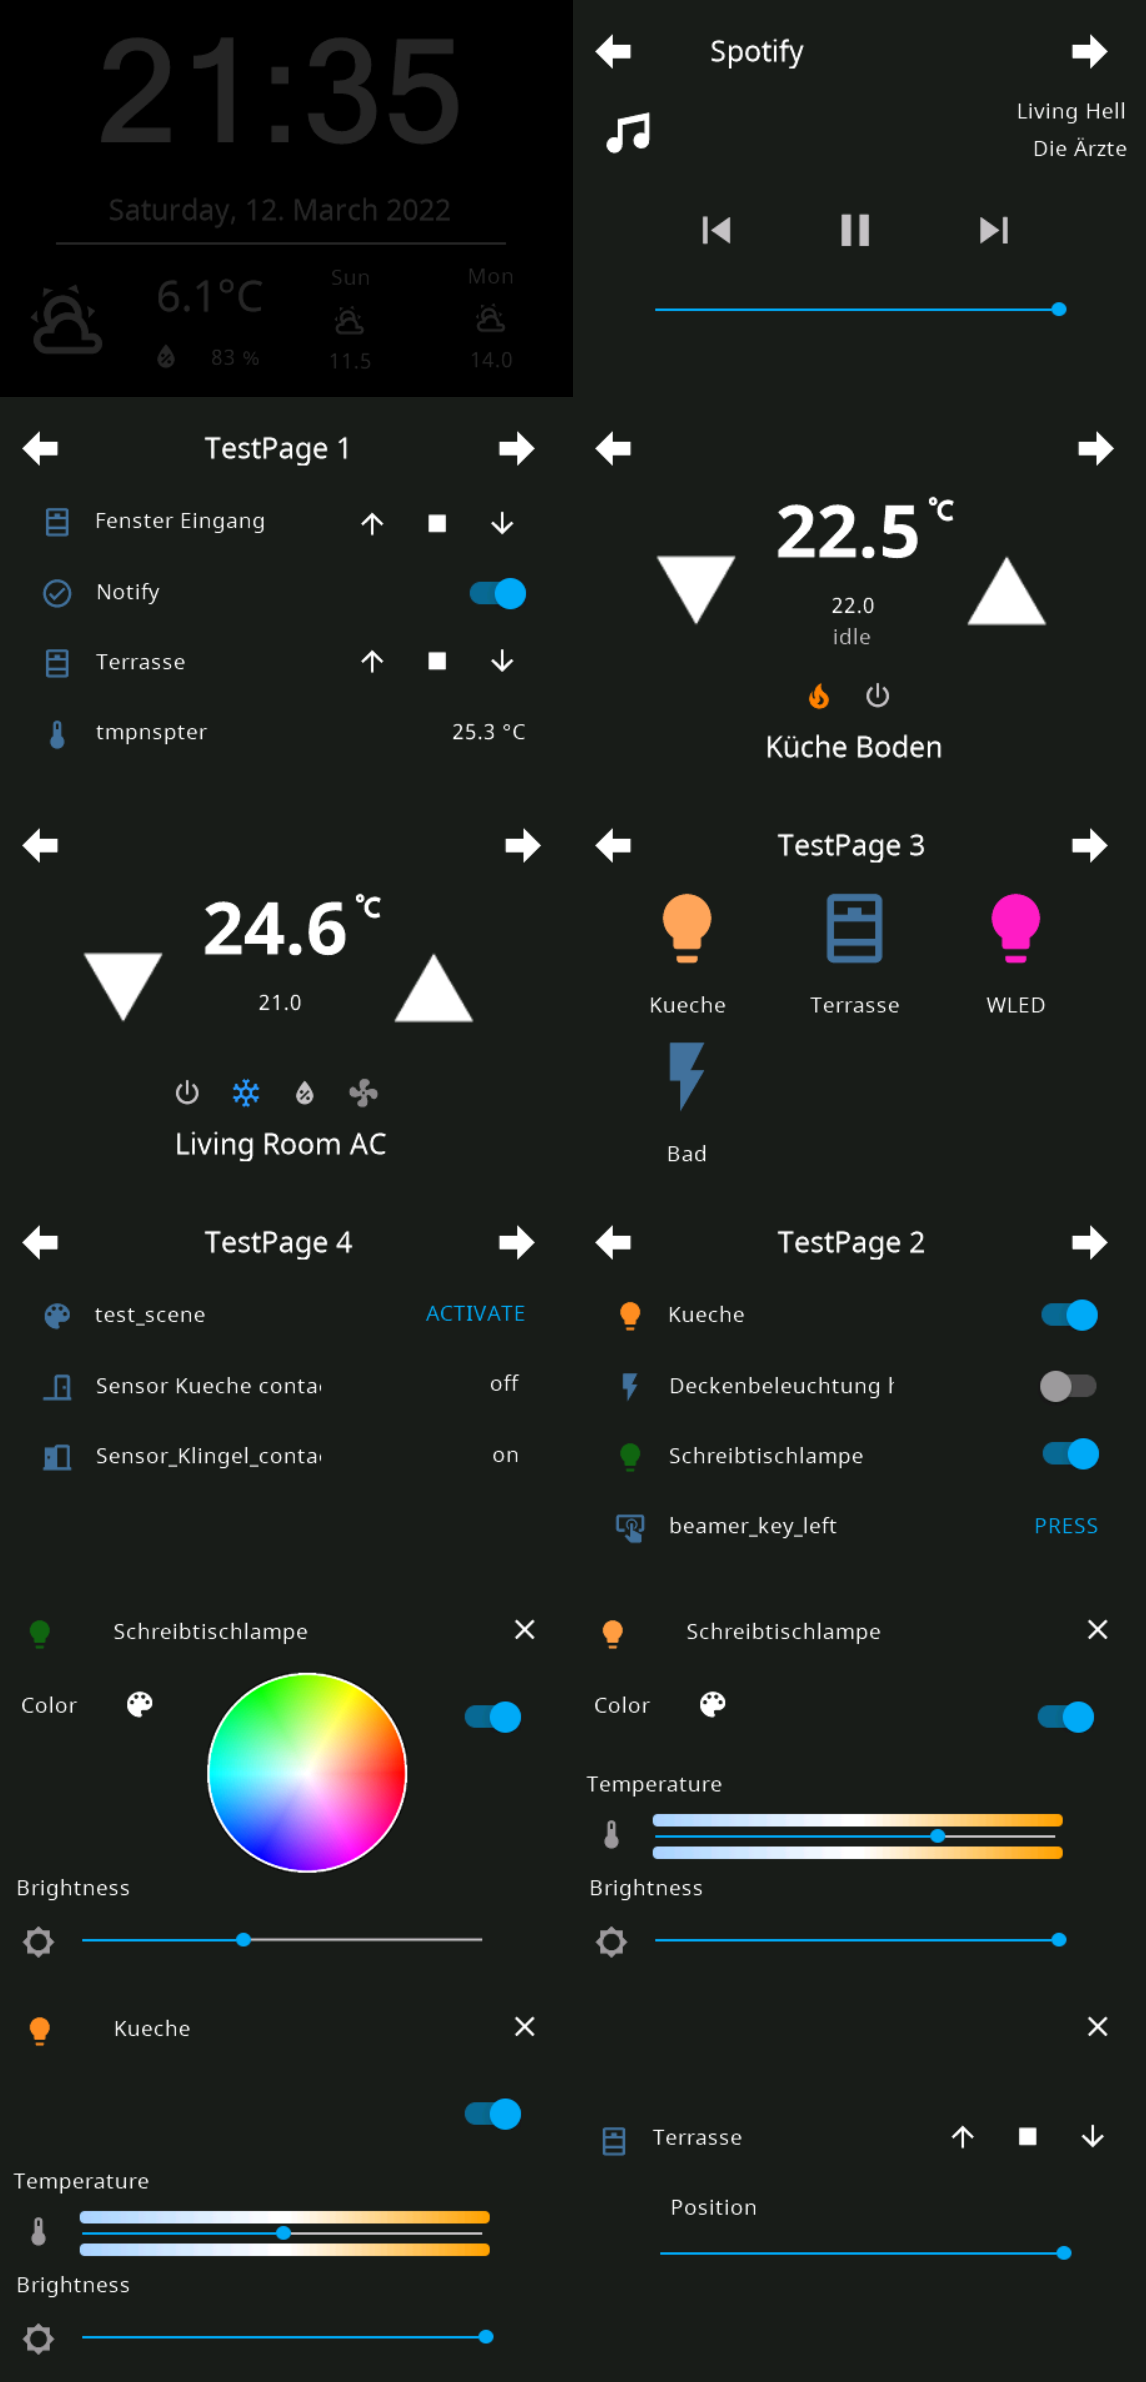 21:35
Saturday, 12. March 2022
6.1°C
83 %
Sun
11.5
Mon
14.0
Spotify
Living Hell
Die Ärzte
TestPage 1
Fenster Eingang
Notify
Terrasse
tmpnspter 25.3 °C
22.5 °C
22.0
idle
Küche Boden
24.6 °C
21.0
Living Room AC
TestPage 3
Kueche Terrasse WLED
Bad
TestPage 4
test_scene ACTIVATE
Sensor Kueche conta off
Sensor_Klingel_conta on
TestPage 2
Kueche
Deckenbeleuchtung
Schreibtischlampe
beamer_key_left PRESS
Schreibtischlampe
Color
Brightness
Schreibtischlampe
Color
Temperature
Brightness
Kueche
Temperature
Brightness
Terrasse
Position